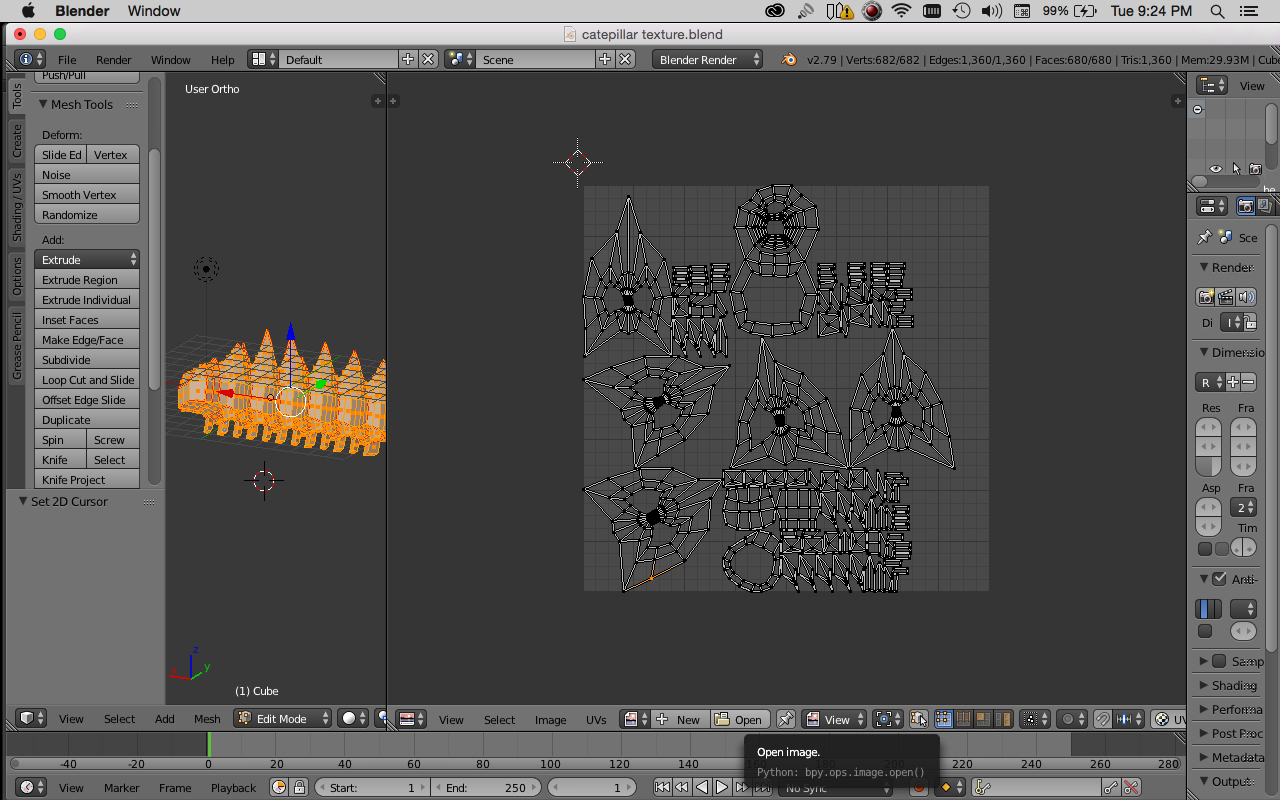 Blender Window 99% Tue 9:24 PM
catepillar texture.blend
File Render Window Help Default Scene Blender Render v2.79 | Verts:682/682 | Edges:1,360/1,360 | Faces:680/680 | Tris:1,360 | Mem:29.93M | Cube
Push/Pull
Mesh Tools
Deform:
Slide Ed Vertex
Noise
Smooth Vertex
Randomize
Add:
Extrude
Extrude Region
Extrude Individual
Inset Faces
Make Edge/Face
Subdivide
Loop Cut and Slide
Offset Edge Slide
Duplicate
Spin Screw
Knife Select
Knife Project
Set 2D Cursor
Tools
Create
Shading / UVs
Options
Grease Pencil
User Ortho
z
x
y
(1) Cube
View Select Add Mesh Edit Mode
View Select Image UVs New Open View UV
View
Sce
Render
Di
Dimensio
R
Res Fra
Asp Fra
2
Tim
Anti-
Samp
Shading
Performa
Post Proc
Metadata
Output
Open image.
Python: bpy.ops.image.open()
-40 -20 0 20 40 60 80 100 120 140 160 180 200 220 240 260 280
View Marker Frame Playback Start: 1 End: 250 1 No Sync